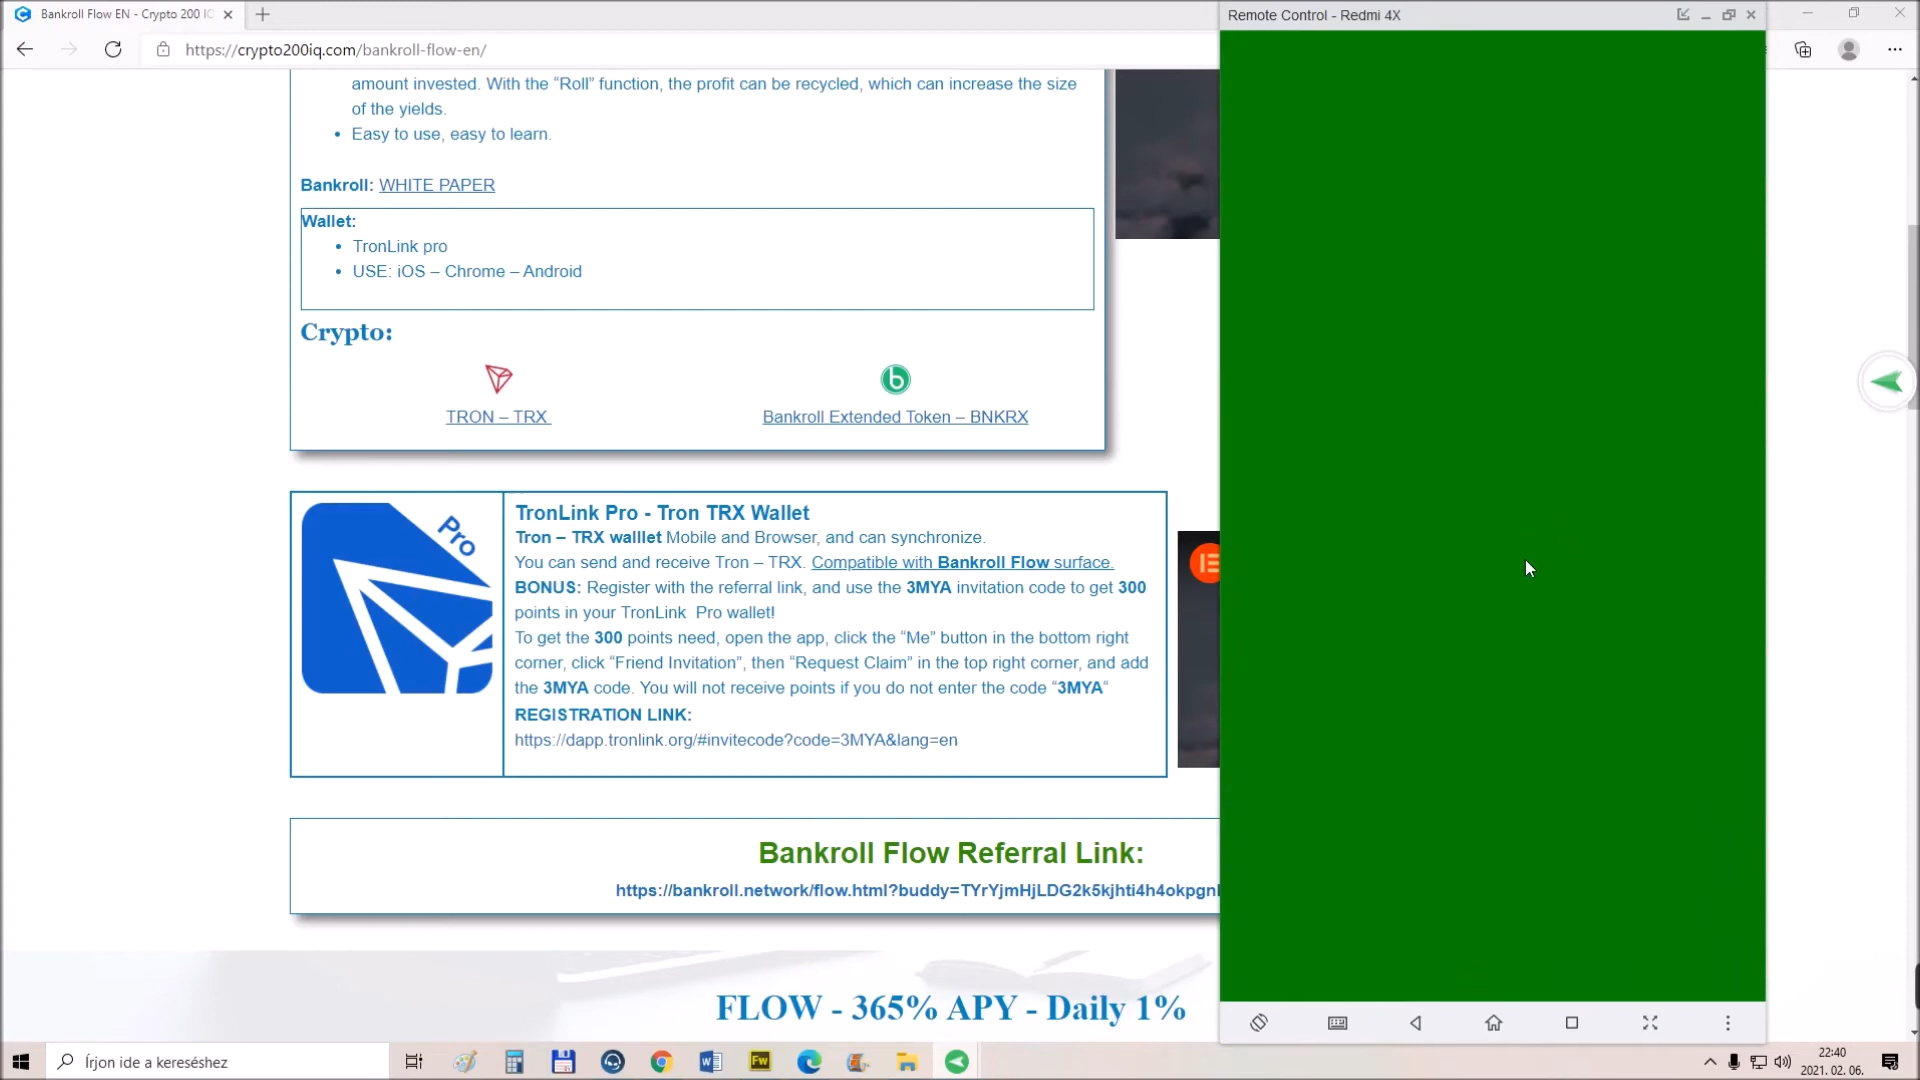 Bankroll Flow EN - Crypto 200 IQ
https://crypto200iq.com/bankroll-flow-en/
Remote Control - Redmi 4X
amount invested. With the “Roll” function, the profit can be recycled, which can increase the size
of the yields.
Easy to use, easy to learn.
Bankroll: WHITE PAPER
Wallet:
TronLink pro
USE: iOS – Chrome – Android
Crypto:
TRON – TRX
Bankroll Extended Token – BNKRX
Pro
TronLink Pro - Tron TRX Wallet
Tron – TRX walllet Mobile and Browser, and can synchronize.
You can send and receive Tron – TRX. Compatible with Bankroll Flow surface.
BONUS: Register with the referral link, and use the 3MYA invitation code to get 300
points in your TronLink Pro wallet!
To get the 300 points need, open the app, click the “Me” button in the bottom right
corner, click “Friend Invitation”, then “Request Claim” in the top right corner, and add
the 3MYA code. You will not receive points if you do not enter the code “3MYA“
REGISTRATION LINK:
https://dapp.tronlink.org/#invitecode?code=3MYA&lang=en
Bankroll Flow Referral Link:
https://bankroll.network/flow.html?buddy=TYrYjmHjLDG2k5kjhti4h4okpgn
FLOW - 365% APY - Daily 1%
Írjon ide a kereséshez
Fw
22:40
2021. 02. 06.